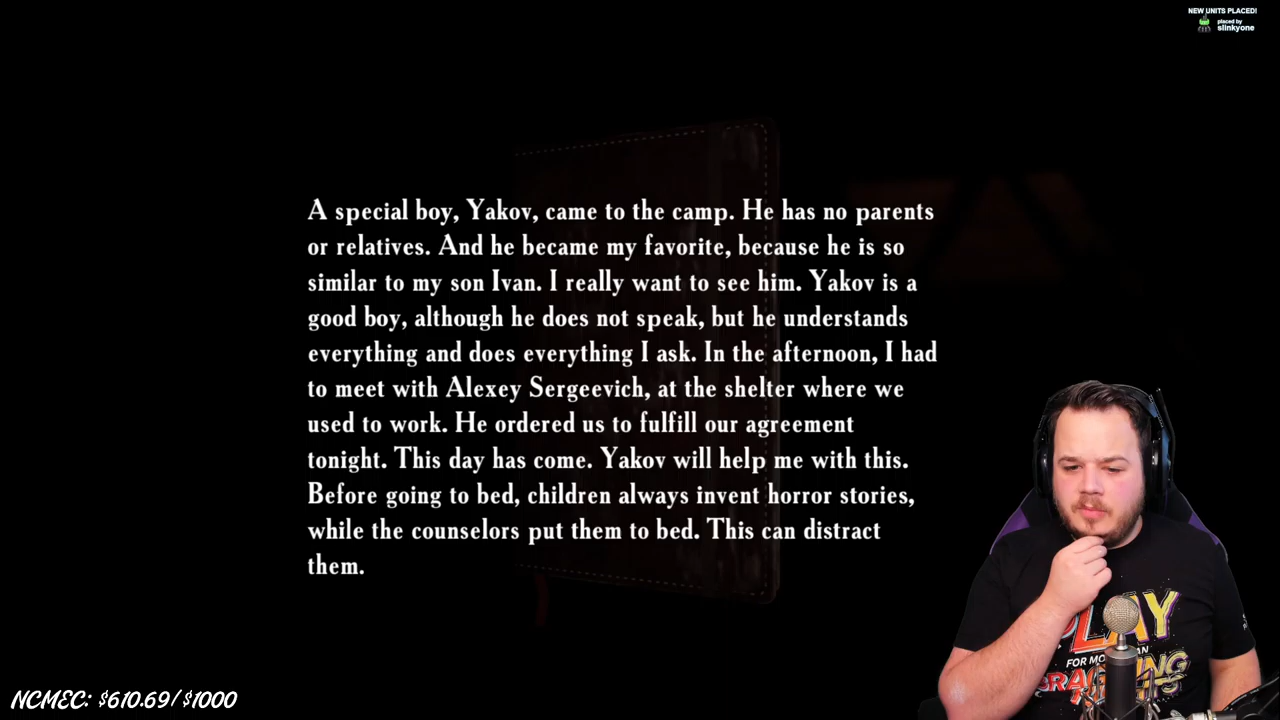 NEW UNITS PLACED!
placed by
slinkyone
A special boy, Yakov, came to the camp. He has no parents
or relatives. And he became my favorite, because he is so
similar to my son Ivan. I really want to see him. Yakov is a
good boy, although he does not speak, but he understands
everything and does everything I ask. In the afternoon, I had
to meet with Alexey Sergeevich, at the shelter where we
used to work. He ordered us to fulfill our agreement
tonight. This day has come. Yakov will help me with this.
Before going to bed, children always invent horror stories,
while the counselors put them to bed. This can distract
them.
PLAY
FOR MO
NCMEC: $610.69/$1000